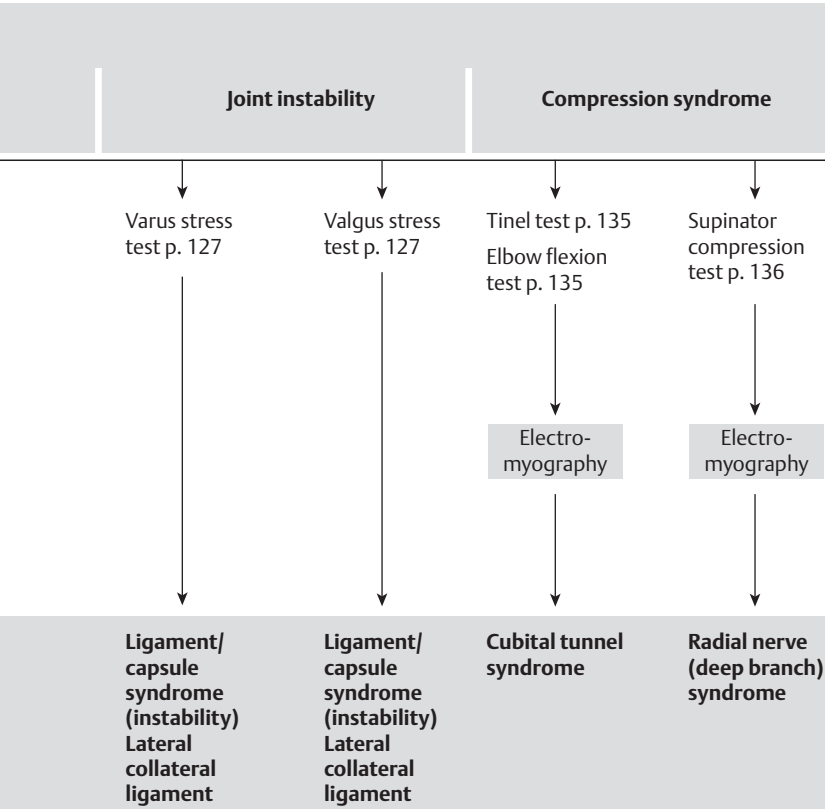 Joint instability
Compression syndrome
Varus stress
test p. 127
Valgus stress
test p. 127
Tinel test p. 135
Elbow flexion
test p. 135
Supinator
compression
test p. 136
Electro-
myography
Electro-
myography
Ligament/
capsule
syndrome
(instability)
Lateral
collateral
ligament
Ligament/
capsule
syndrome
(instability)
Lateral
collateral
ligament
Cubital tunnel
syndrome
Radial nerve
(deep branch)
syndrome